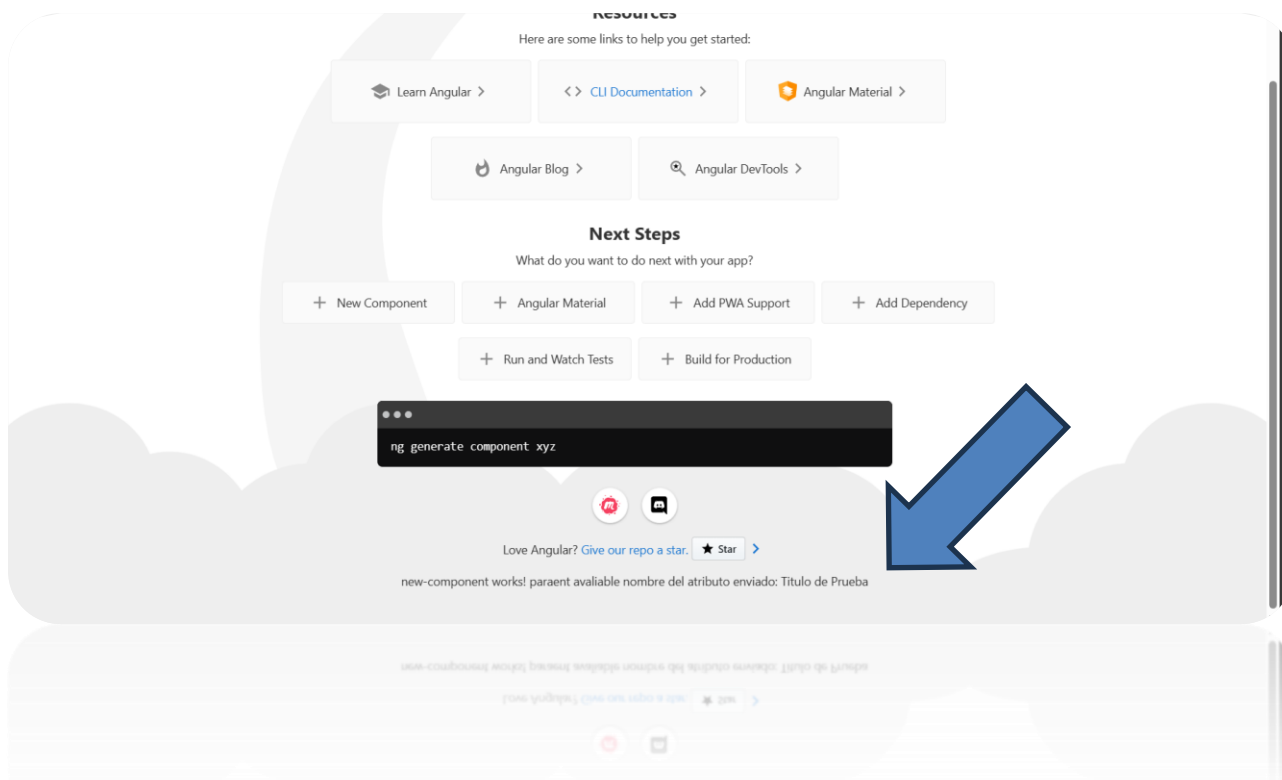 Resources
Here are some links to help you get started:
Learn Angular
CLI Documentation
Angular Material
Angular Blog
Angular DevTools
Next Steps
What do you want to do next with your app?
New Component
Angular Material
Add PWA Support
Add Dependency
Run and Watch Tests
Build for Production
ng generate component xyz
Love Angular? Give our repo a star. Star
new-component works! paraent avaliable nombre del atributo enviado: Titulo de Prueba